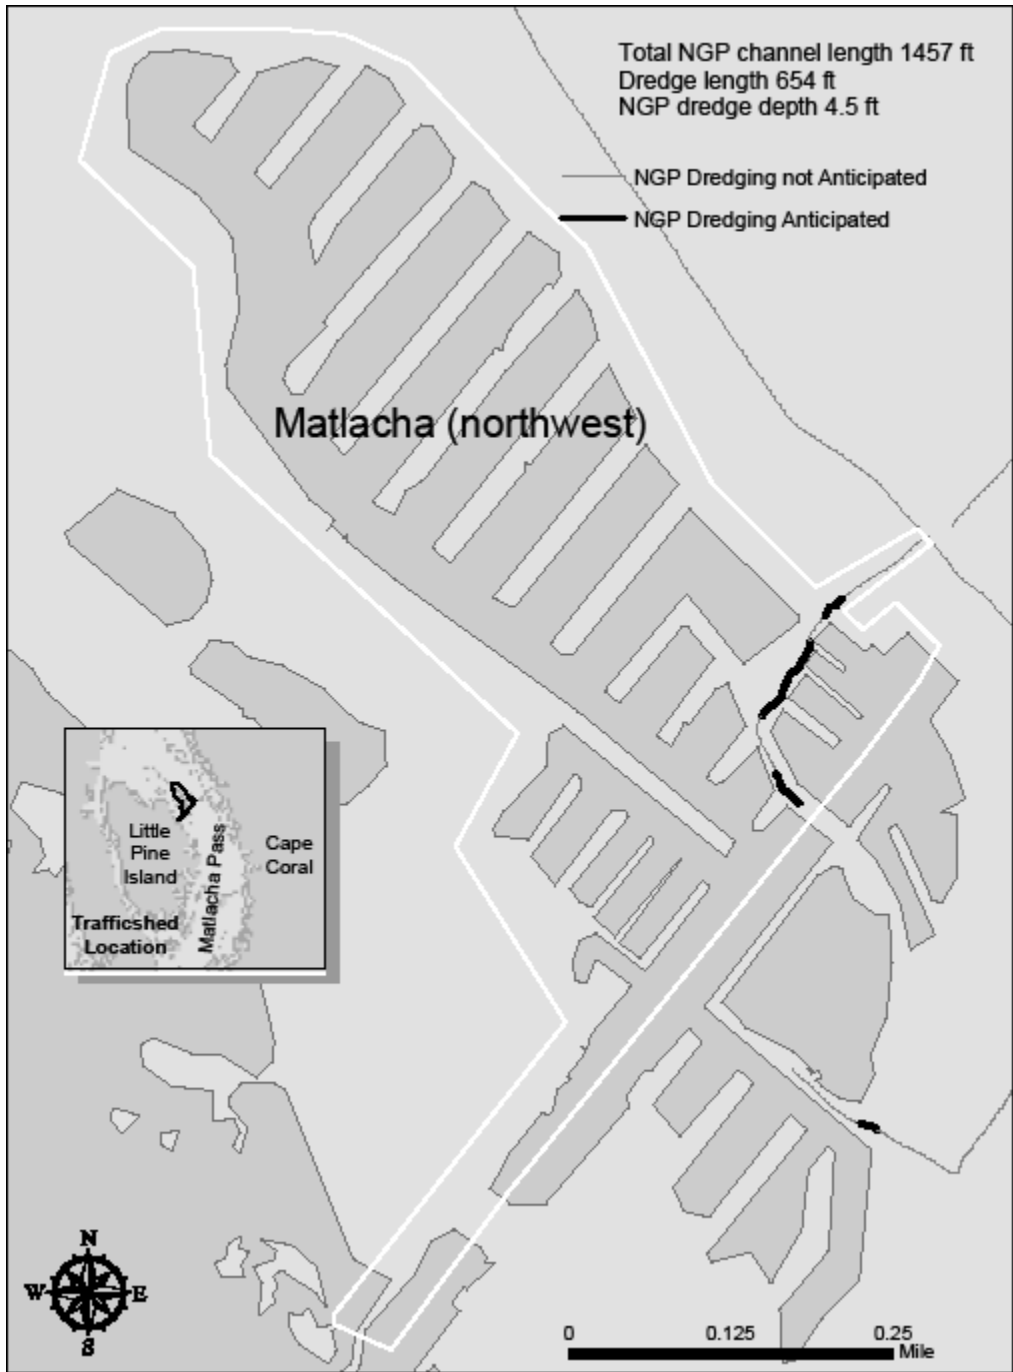 Total NGP channel length 1457 ft
Dredge length 654 ft
NGP dredge depth 4.5 ft
NGP Dredging not Anticipated
NGP Dredging Anticipated
Matlacha (northwest)
Little
Pine
Island
Matlacha Pass
Cape
Coral
Trafficshed
Location
N
W
E
S
0
0.125
0.25
Mile